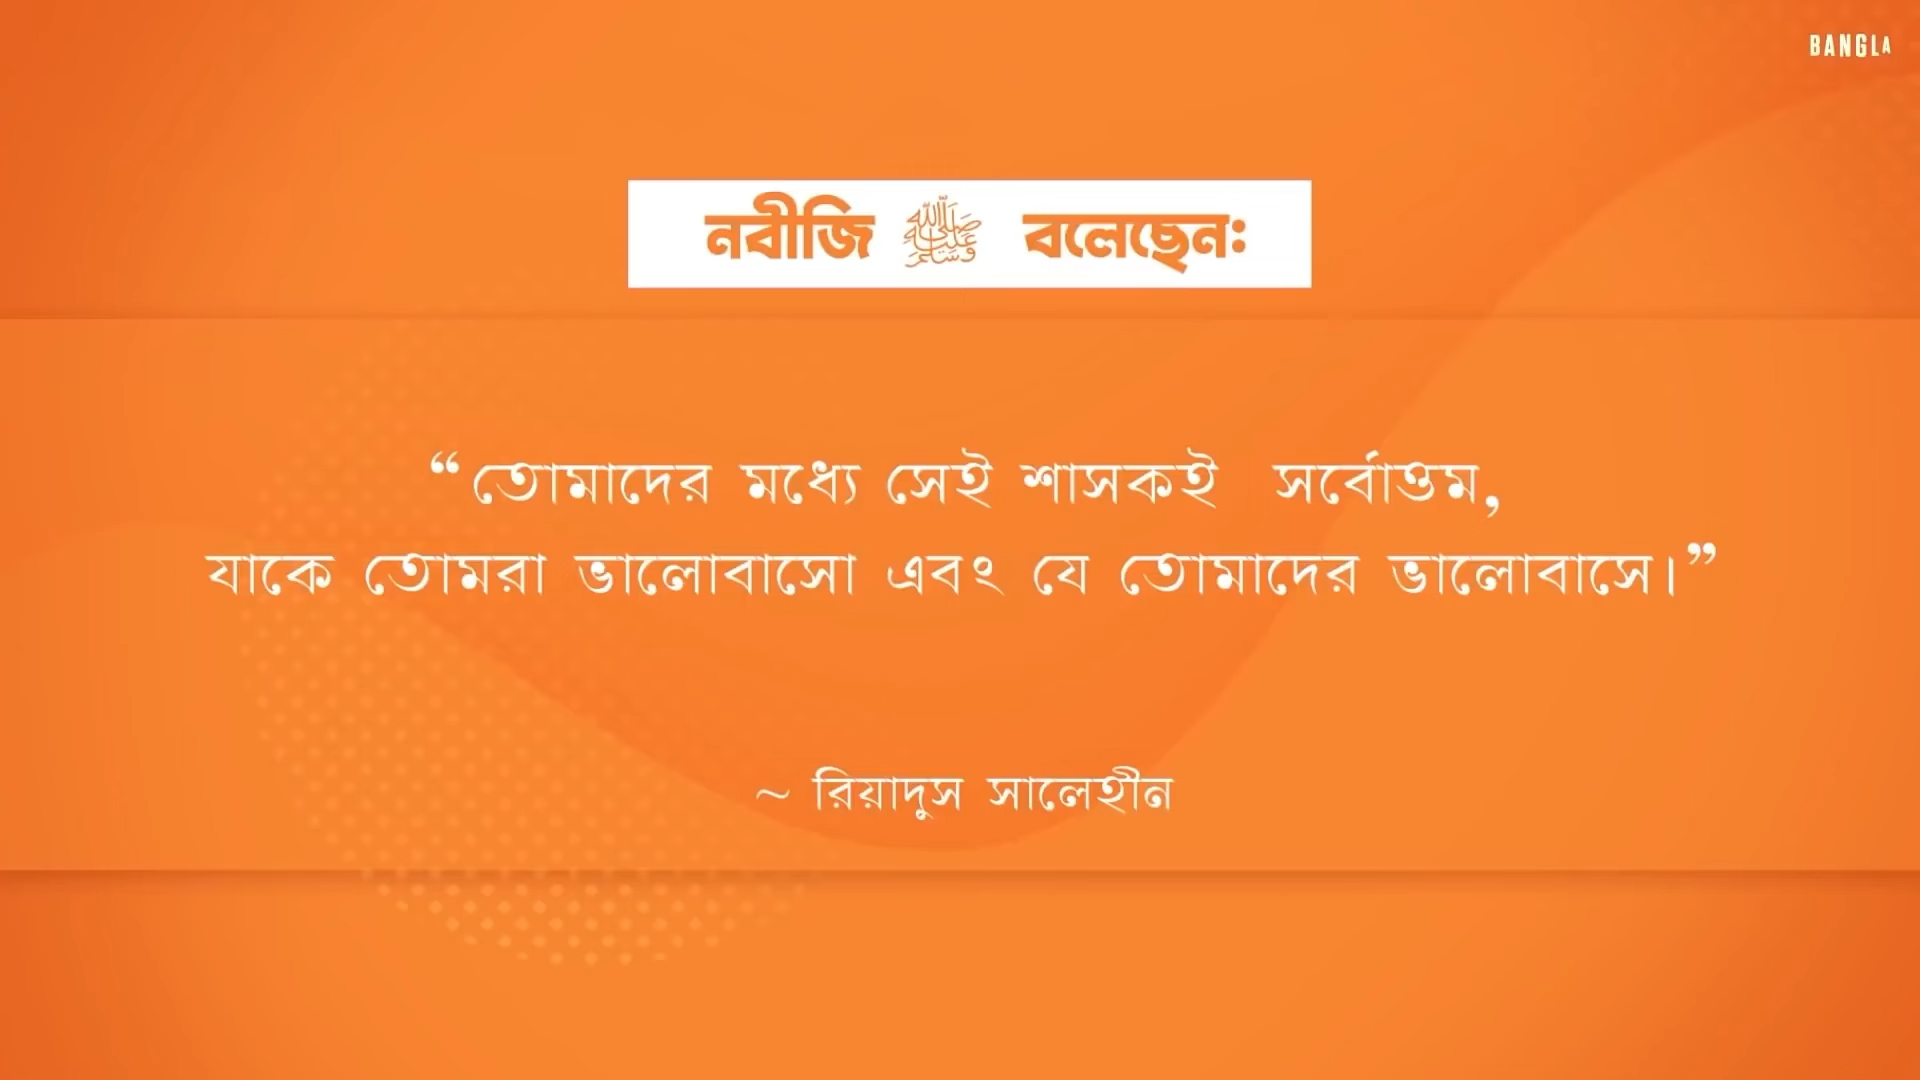 BANGLA
নবীজি ﷺ বলেছেনঃ
“তোমাদের মধ্যে সেই শাসকই সর্বোত্তম,
যাকে তোমরা ভালোবাসো এবং যে তোমাদের ভালোবাসে।”
~ রিয়াদুস সালেহীন